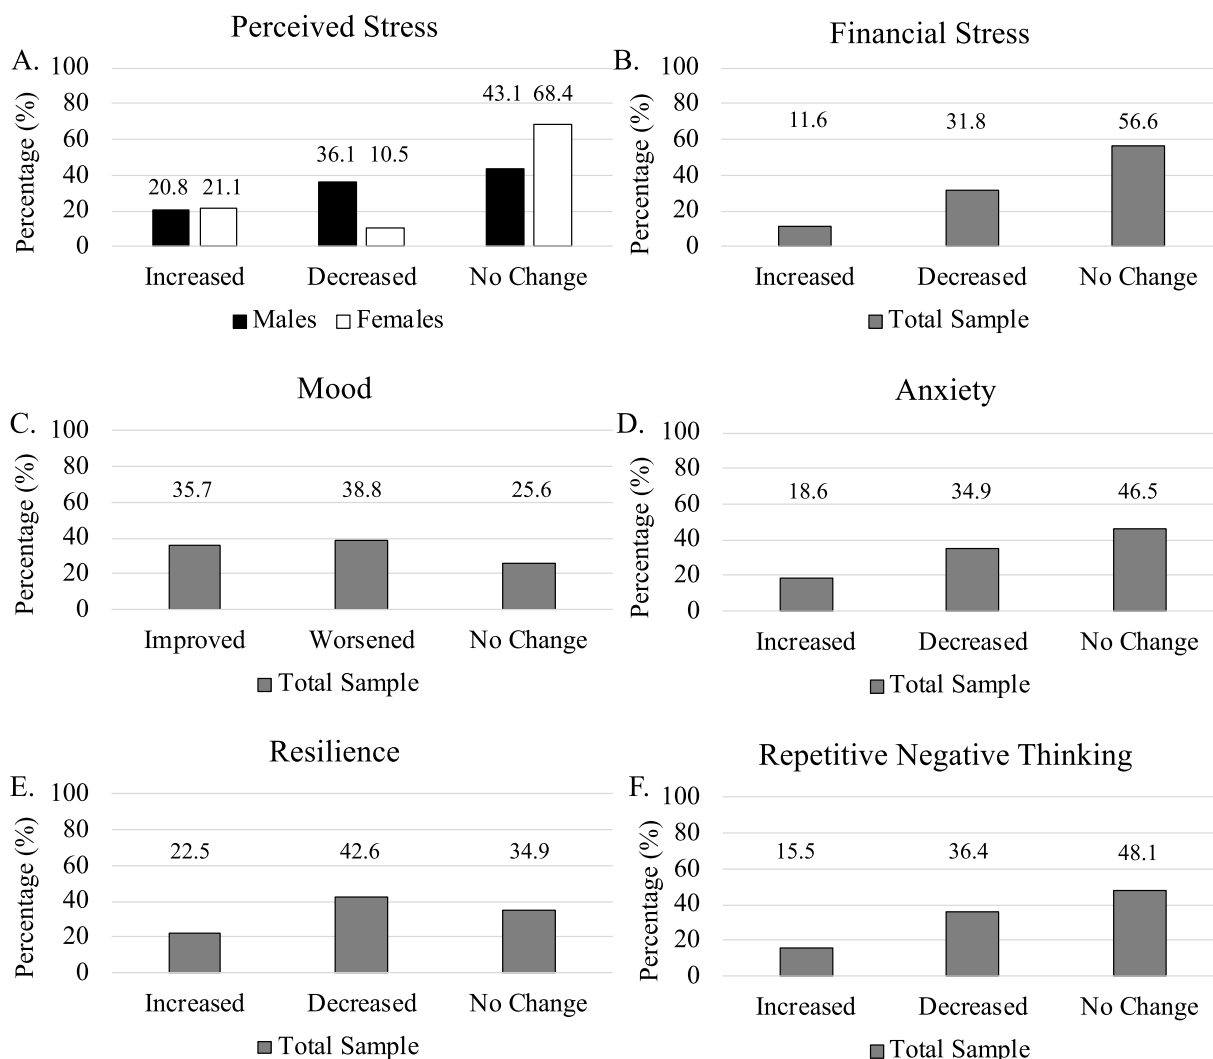 Perceived Stress
A.
Percentage (%)
100
80
60
40
20
0
20.8 21.1
36.1 10.5
43.1 68.4
Increased Decreased No Change
Males Females
Financial Stress
B.
Percentage (%)
100
80
60
40
20
0
11.6 31.8 56.6
Increased Decreased No Change
Total Sample
Mood
C.
Percentage (%)
100
80
60
40
20
0
35.7 38.8 25.6
Improved Worsened No Change
Total Sample
Anxiety
D.
Percentage (%)
100
80
60
40
20
0
18.6 34.9 46.5
Increased Decreased No Change
Total Sample
Resilience
E.
Percentage (%)
100
80
60
40
20
0
22.5 42.6 34.9
Increased Decreased No Change
Total Sample
Repetitive Negative Thinking
F.
Percentage (%)
100
80
60
40
20
0
15.5 36.4 48.1
Increased Decreased No Change
Total Sample